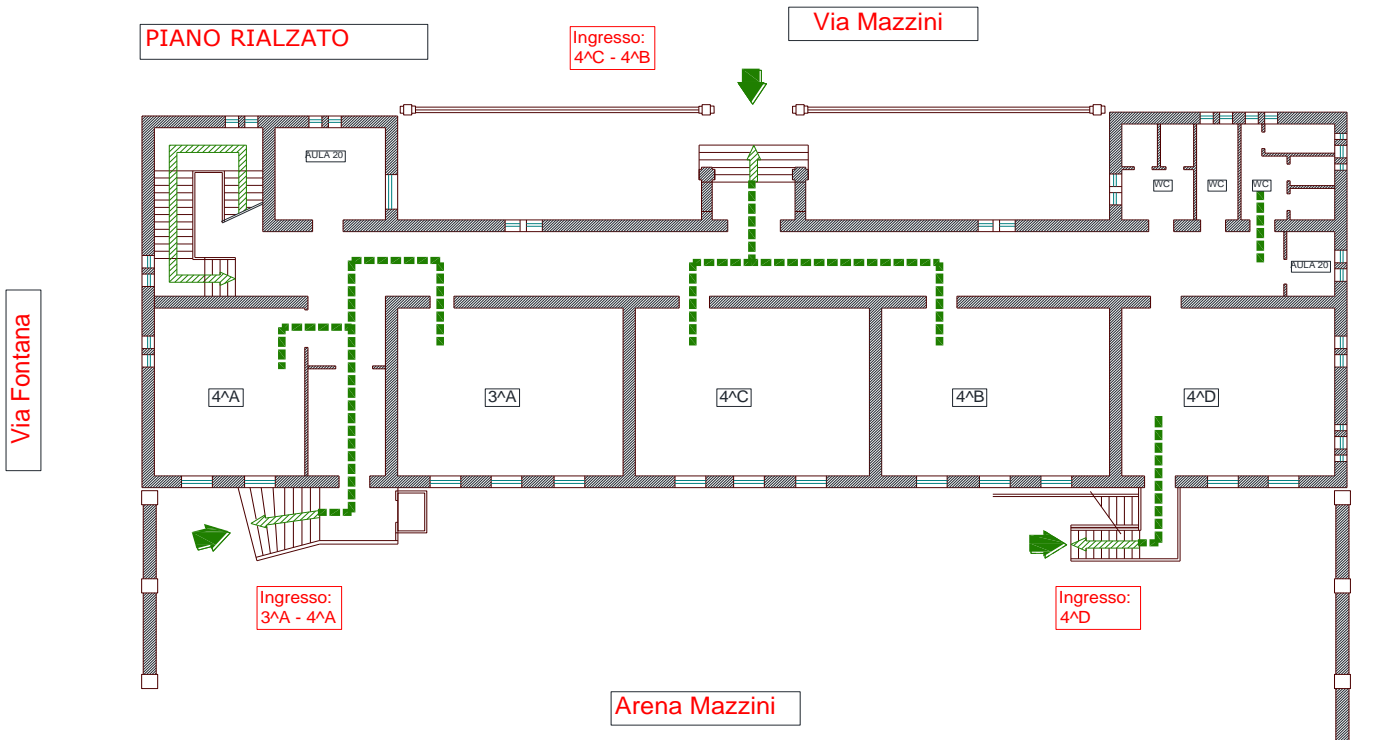 PIANO RIALZATO
Ingresso:
4^C - 4^B
Via Mazzini
AULA 20
WC
WC
WC
AULA 20
Via Fontana
4^A
3^A
4^C
4^B
4^D
Ingresso:
3^A - 4^A
Ingresso:
4^D
Arena Mazzini